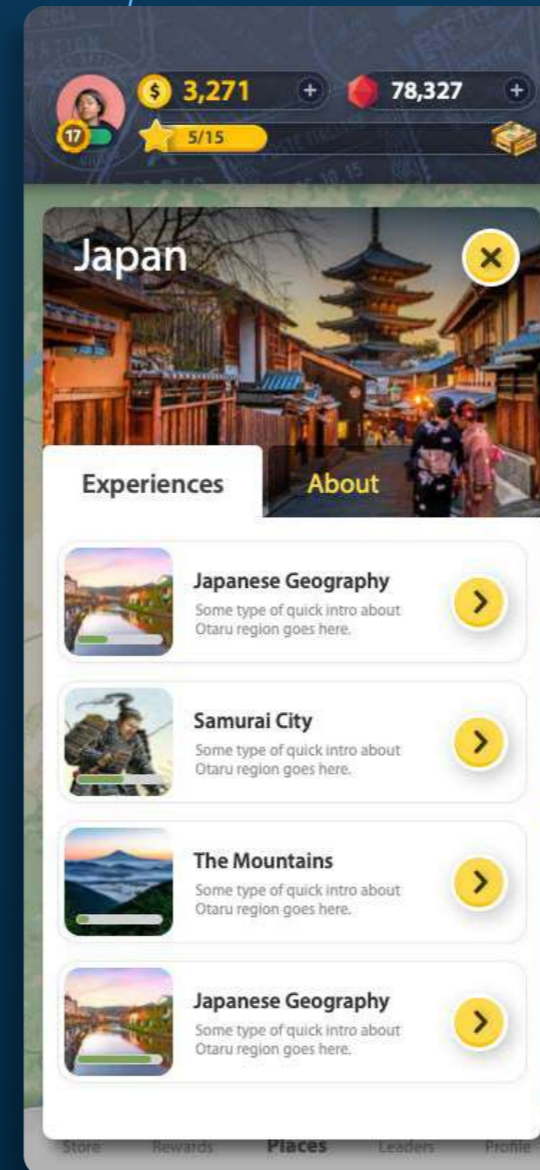 3,271
+
78,327
+
17
5/15
Japan
Experiences
About
Japanese Geography
Some type of quick intro about
Otaru region goes here.
Samurai City
Some type of quick intro about
Otaru region goes here.
The Mountains
Some type of quick intro about
Otaru region goes here.
Japanese Geography
Some type of quick intro about
Otaru region goes here.
Store
Rewards
Places
Leaders
Profile